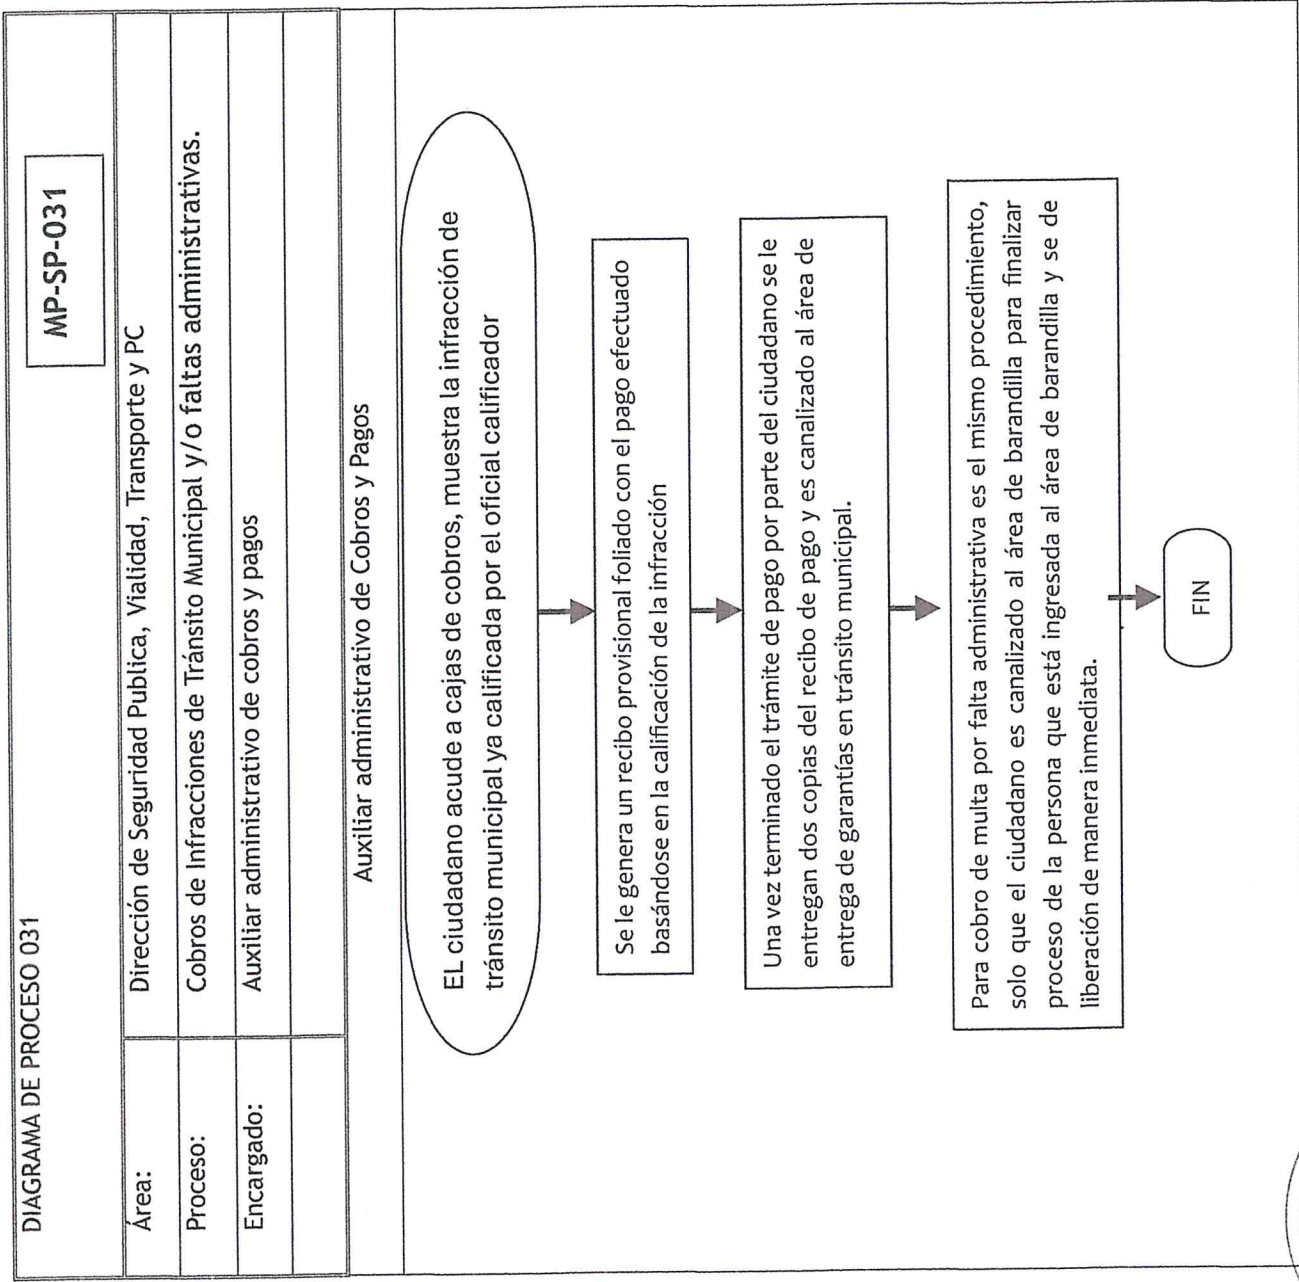 DIAGRAMA DE PROCESO 031
MP-SP-031
Área: Dirección de Seguridad Publica, Vialidad, Transporte y PC
Proceso: Cobros de Infracciones de Tránsito Municipal y/o faltas administrativas.
Encargado: Auxiliar administrativo de cobros y pagos
Auxiliar administrativo de Cobros y Pagos
EL ciudadano acude a cajas de cobros, muestra la infracción de
tránsito municipal ya calificada por el oficial calificador
Se le genera un recibo provisional foliado con el pago efectuado
basándose en la calificación de la infracción
Una vez terminado el trámite de pago por parte del ciudadano se le
entregan dos copias del recibo de pago y es canalizado al área de
entrega de garantías en tránsito municipal.
Para cobro de multa por falta administrativa es el mismo procedimiento,
solo que el ciudadano es canalizado al área de barandilla para finalizar
proceso de la persona que está ingresada al área de barandilla y se de
liberación de manera inmediata.
FIN